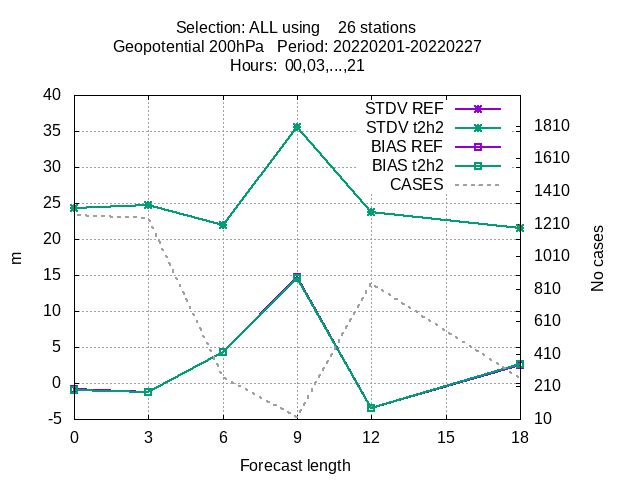 Selection: ALL using    26 stations
Geopotential 200hPa   Period: 20220201-20220227
Hours:  00,03,...,21
STDV REF
STDV t2h2
BIAS REF
BIAS t2h2
CASES
40
35
30
25
20
15
10
5
0
-5
m
1810
1610
1410
1210
1010
810
610
410
210
10
No cases
0 3 6 9 12 15 18
Forecast length